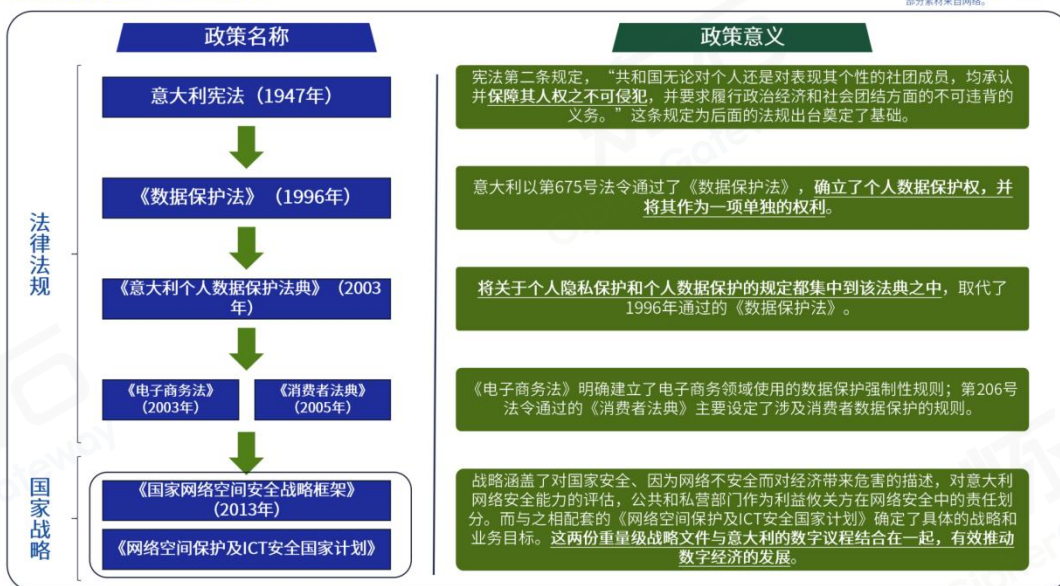 部分素材来自网络。
政策名称
政策意义
意大利宪法（1947年）
宪法第二条规定，“共和国无论对个人还是对表现其个性的社团成员，均承认
并保障其人权之不可侵犯，并要求履行政治经济和社会团结方面的不可违背的
义务。”这条规定为后面的法规出台奠定了基础。
法律法规
《数据保护法》（1996年）
意大利以第675号法令通过了《数据保护法》，确立了个人数据保护权，并
将其作为一项单独的权利。
《意大利个人数据保护法典》（2003
年）
将关于个人隐私保护和个人数据保护的规定都集中到该法典之中，取代了
1996年通过的《数据保护法》。
《电子商务法》
（2003年）
《消费者法典》
（2005年）
《电子商务法》明确建立了电子商务领域使用的数据保护强制性规则；第206号
法令通过的《消费者法典》主要设定了涉及消费者数据保护的规则。
国家战略
《国家网络空间安全战略框架》
（2013年）
《网络空间保护及ICT安全国家计划》
战略涵盖了对国家安全、因为网络不安全而对经济带来危害的描述，对意大利
网络安全能力的评估，公共和私营部门作为利益攸关方在网络安全中的责任划
分。而与之相配套的《网络空间保护及ICT安全国家计划》确定了具体的战略和
业务目标。这两份重量级战略文件与意大利的数字议程结合在一起，有效推动
数字经济的发展。